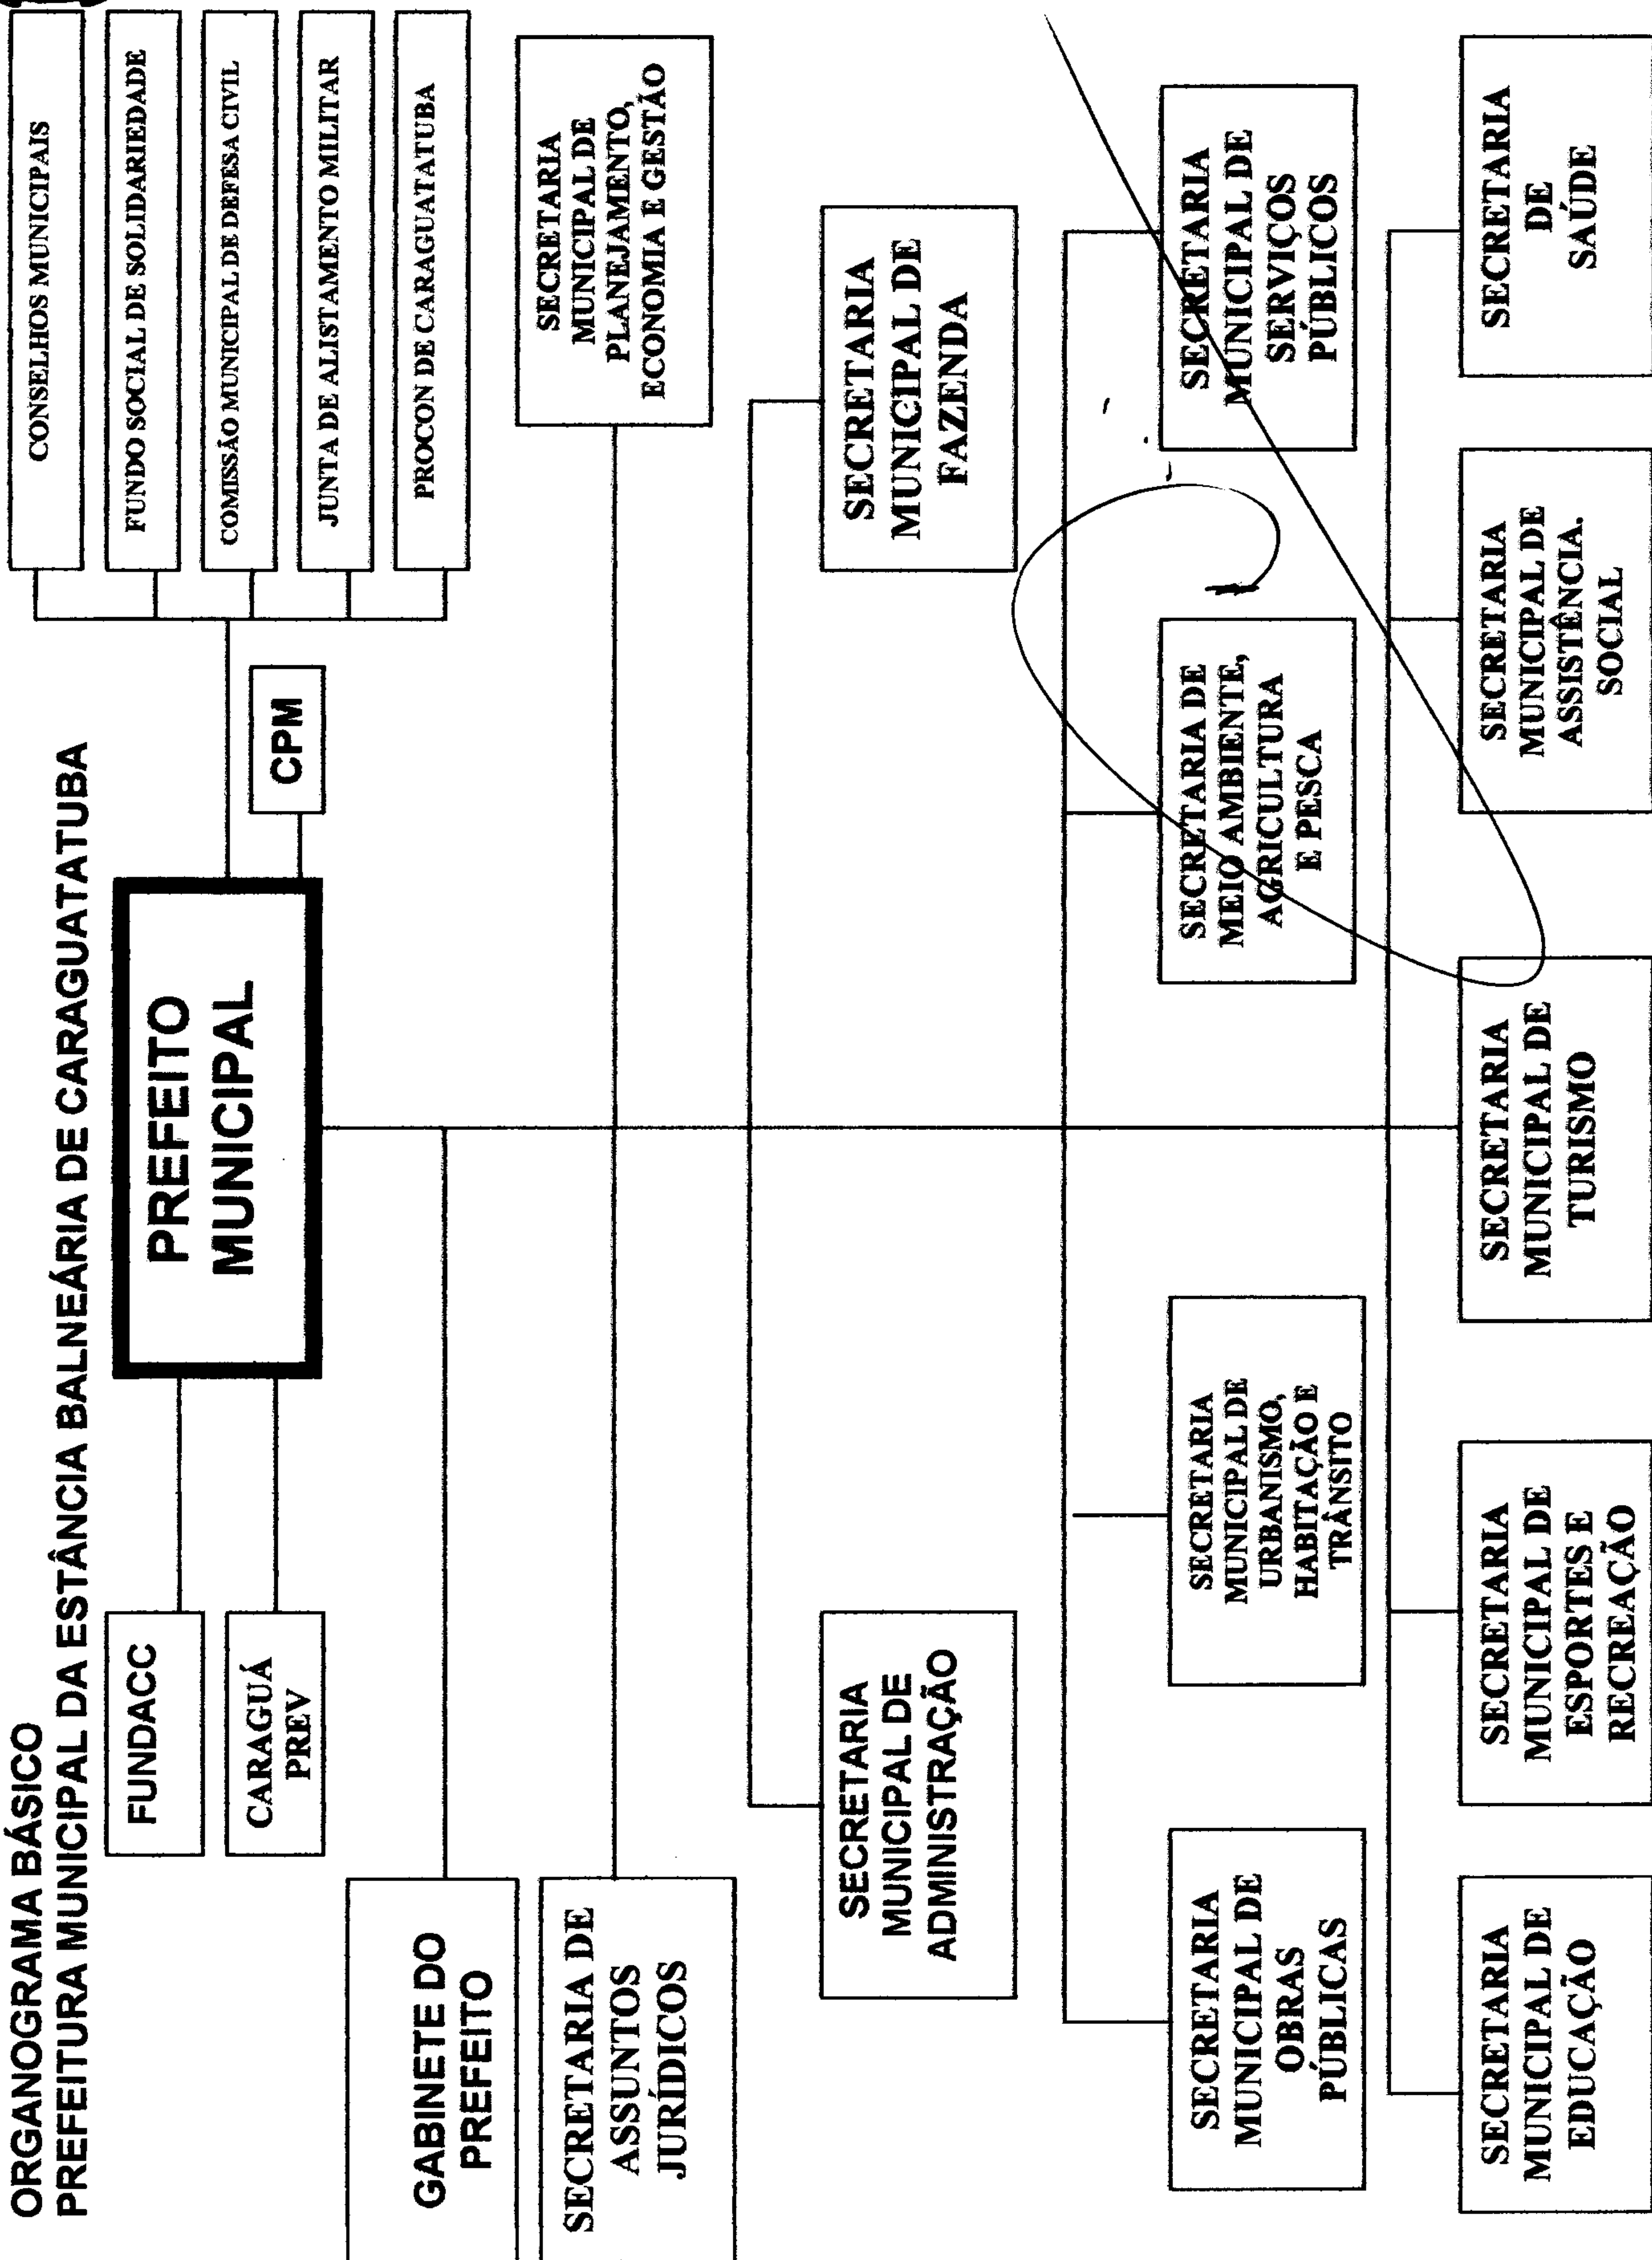 ORGANOGRAMA BÁSICO
PREFEITURA MUNICIPAL DA ESTÂNCIA BALNEÁRIA DE CARAGUATATUBA
FUNDACC
CARAGUÁ
PREV
PREFEITO
MUNICIPAL
CPM
CONSELHOS MUNICIPAIS
FUNDO SOCIAL DE SOLIDARIEDADE
COMISSÃO MUNICIPAL DE DEFESA CIVIL
JUNTA DE ALISTAMENTO MILITAR
PROCON DE CARAGUATATUBA
GABINETE DO
PREFEITO
SECRETARIA DE
ASSUNTOS
JURÍDICOS
SECRETARIA
MUNICIPAL DE
PLANEJAMENTO,
ECONOMIA E GESTÃO
SECRETARIA
MUNICIPAL DE
ADMINISTRAÇÃO
SECRETARIA
MUNICIPAL DE
FAZENDA
SECRETARIA
MUNICIPAL DE
OBRAS
PÚBLICAS
SECRETARIA
MUNICIPAL DE
URBANISMO,
HABITAÇÃO E
TRÂNSITO
SECRETARIA DE
MEIO AMBIENTE,
AGRICULTURA
E PESCA
SECRETARIA
MUNICIPAL DE
SERVIÇOS
PÚBLICOS
SECRETARIA
MUNICIPAL DE
EDUCAÇÃO
SECRETARIA
MUNICIPAL DE
ESPORTES E
RECREAÇÃO
SECRETARIA
MUNICIPAL DE
TURISMO
SECRETARIA
MUNICIPAL DE
ASSISTÊNCIA.
SOCIAL
SECRETARIA
DE
SAÚDE